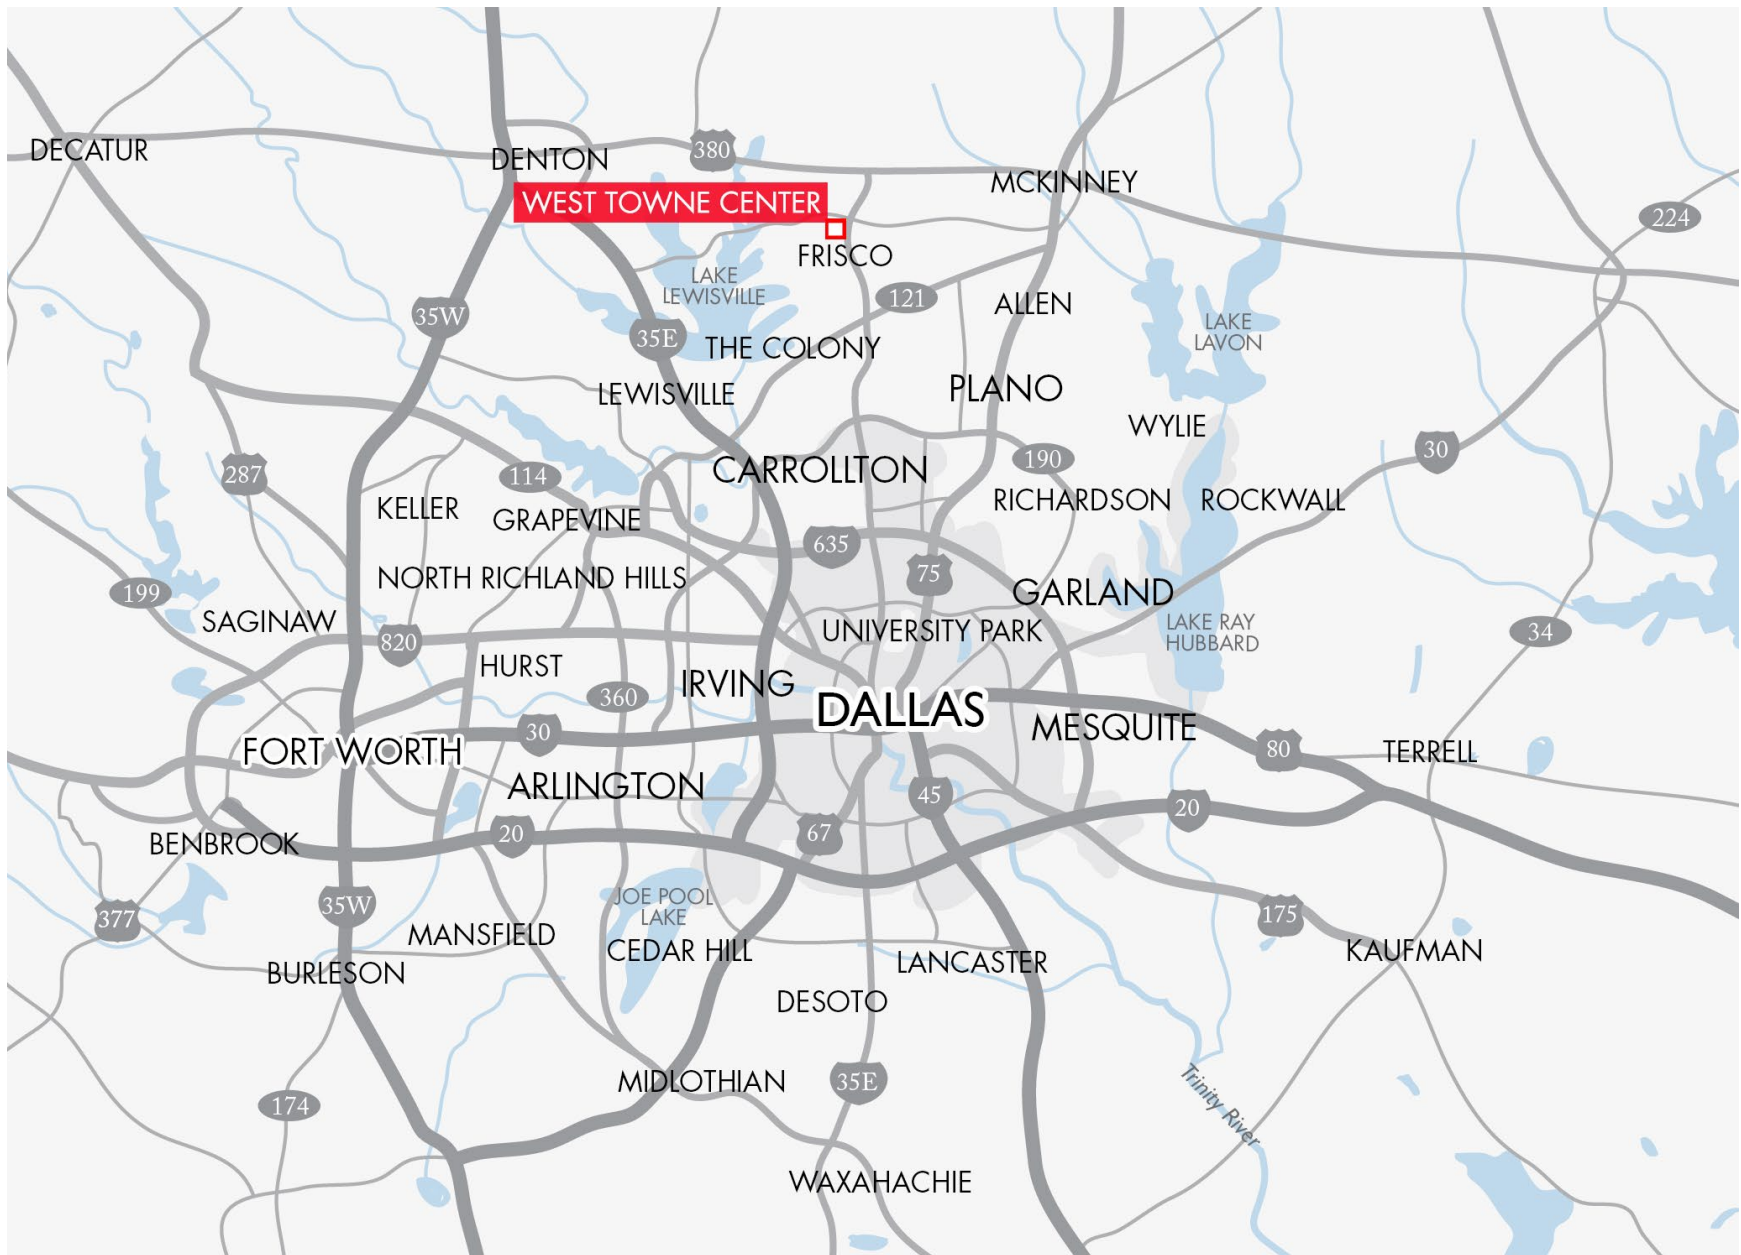 DECATUR
DENTON
380
MCKINNEY
WEST TOWNE CENTER
224
FRISCO
LAKE
LEWISVILLE
121
ALLEN
35W
35E
THE COLONY
LAKE
LAVON
LEWISVILLE
PLANO
WYLIE
287
114
CARROLLTON
190
30
KELLER
GRAPEVINE
RICHARDSON
ROCKWALL
635
75
NORTH RICHLAND HILLS
GARLAND
199
SAGINAW
820
UNIVERSITY PARK
LAKE RAY
HUBBARD
34
HURST
360
IRVING
DALLAS
30
FORT WORTH
MESQUITE
80
TERRELL
ARLINGTON
45
20
BENBROOK
20
67
377
35W
JOE POOL
LAKE
175
MANSFIELD
CEDAR HILL
LANCASTER
KAUFMAN
BURLESON
DESOTO
MIDLOTHIAN
35E
Trinity River
174
WAXAHACHIE